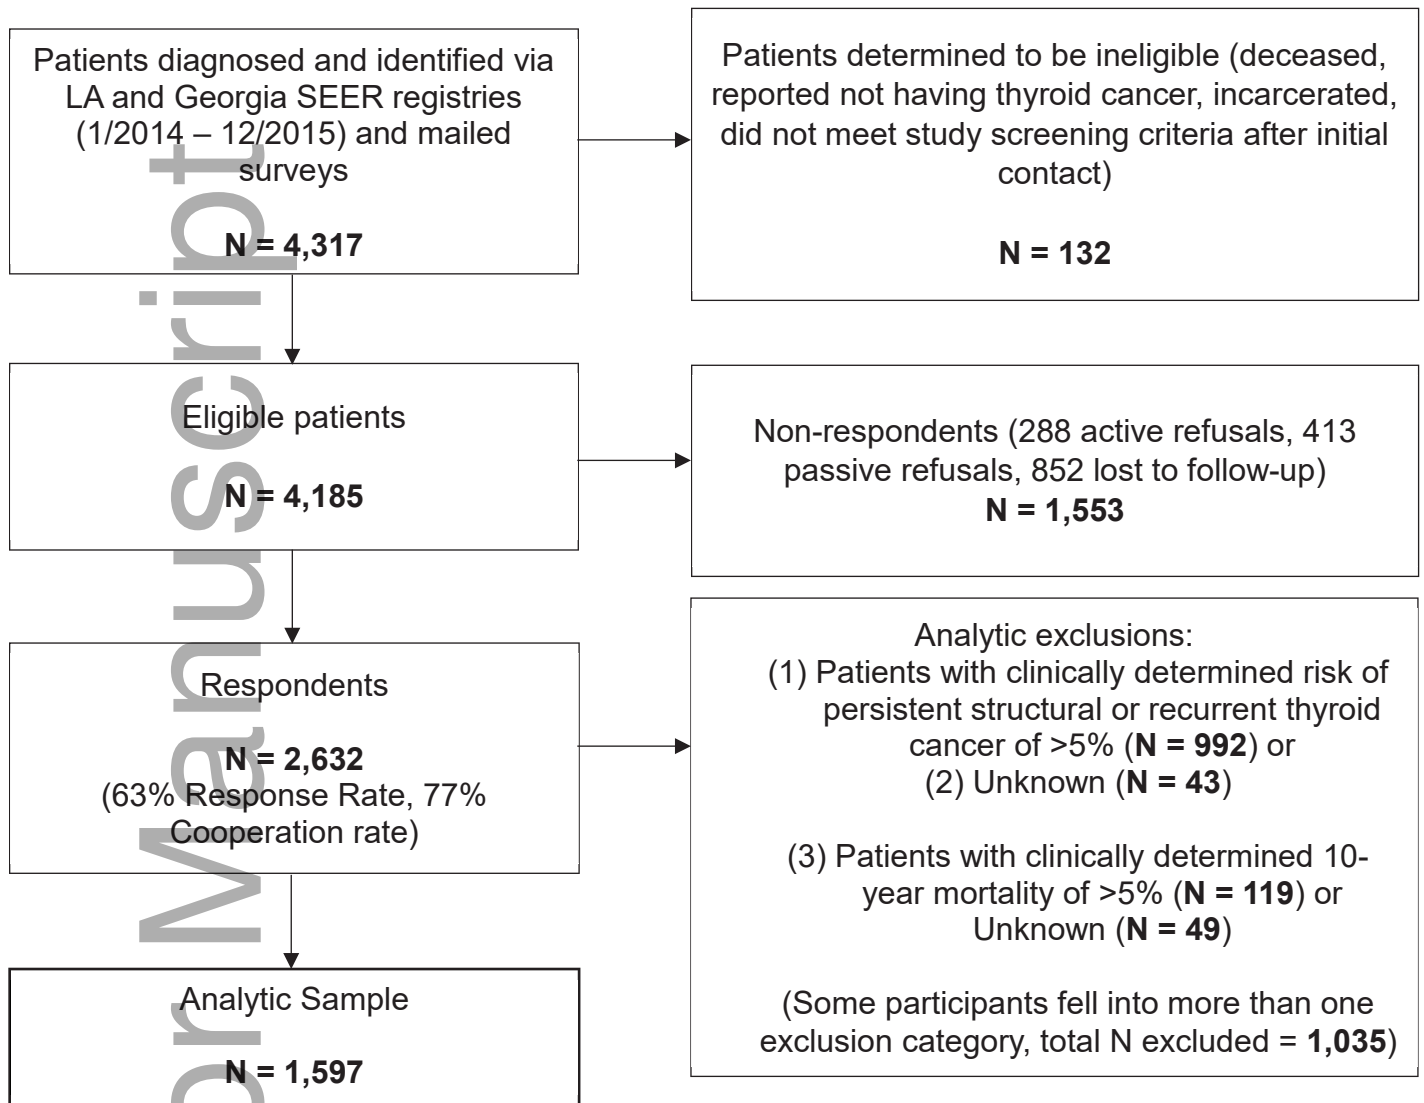 Patients diagnosed and identified via
LA and Georgia SEER registries
(1/2014 – 12/2015) and mailed
surveys
N = 4,317
Patients determined to be ineligible (deceased,
reported not having thyroid cancer, incarcerated,
did not meet study screening criteria after initial
contact)
N = 132
Eligible patients
N = 4,185
Non-respondents (288 active refusals, 413
passive refusals, 852 lost to follow-up)
N = 1,553
Respondents
N = 2,632
(63% Response Rate, 77%
Cooperation rate)
Analytic exclusions:
(1) Patients with clinically determined risk of
persistent structural or recurrent thyroid
cancer of >5% (N = 992) or
(2) Unknown (N = 43)
(3) Patients with clinically determined 10-
year mortality of >5% (N = 119) or
Unknown (N = 49)
(Some participants fell into more than one
exclusion category, total N excluded = 1,035)
Analytic Sample
N = 1,597
Manuscript